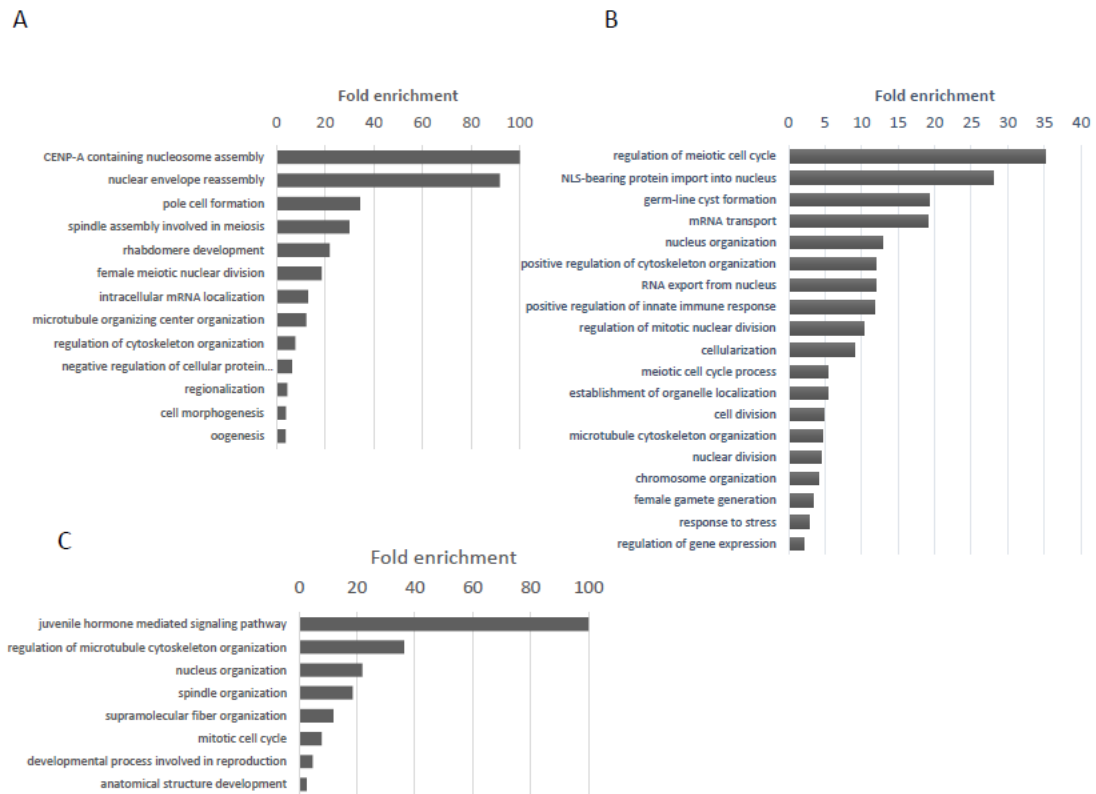 A
Fold enrichment
0 20 40 60 80 100
CENP-A containing nucleosome assembly
nuclear envelope reassembly
pole cell formation
spindle assembly involved in meiosis
rhabdomere development
female meiotic nuclear division
intracellular mRNA localization
microtubule organizing center organization
regulation of cytoskeleton organization
negative regulation of cellular protein...
regionalization
cell morphogenesis
oogenesis
B
Fold enrichment
0 5 10 15 20 25 30 35 40
regulation of meiotic cell cycle
NLS-bearing protein import into nucleus
germ-line cyst formation
mRNA transport
nucleus organization
positive regulation of cytoskeleton organization
RNA export from nucleus
positive regulation of innate immune response
regulation of mitotic nuclear division
cellularization
meiotic cell cycle process
establishment of organelle localization
cell division
microtubule cytoskeleton organization
nuclear division
chromosome organization
female gamete generation
response to stress
regulation of gene expression
C
Fold enrichment
0 20 40 60 80 100
juvenile hormone mediated signaling pathway
regulation of microtubule cytoskeleton organization
nucleus organization
spindle organization
supramolecular fiber organization
mitotic cell cycle
developmental process involved in reproduction
anatomical structure development